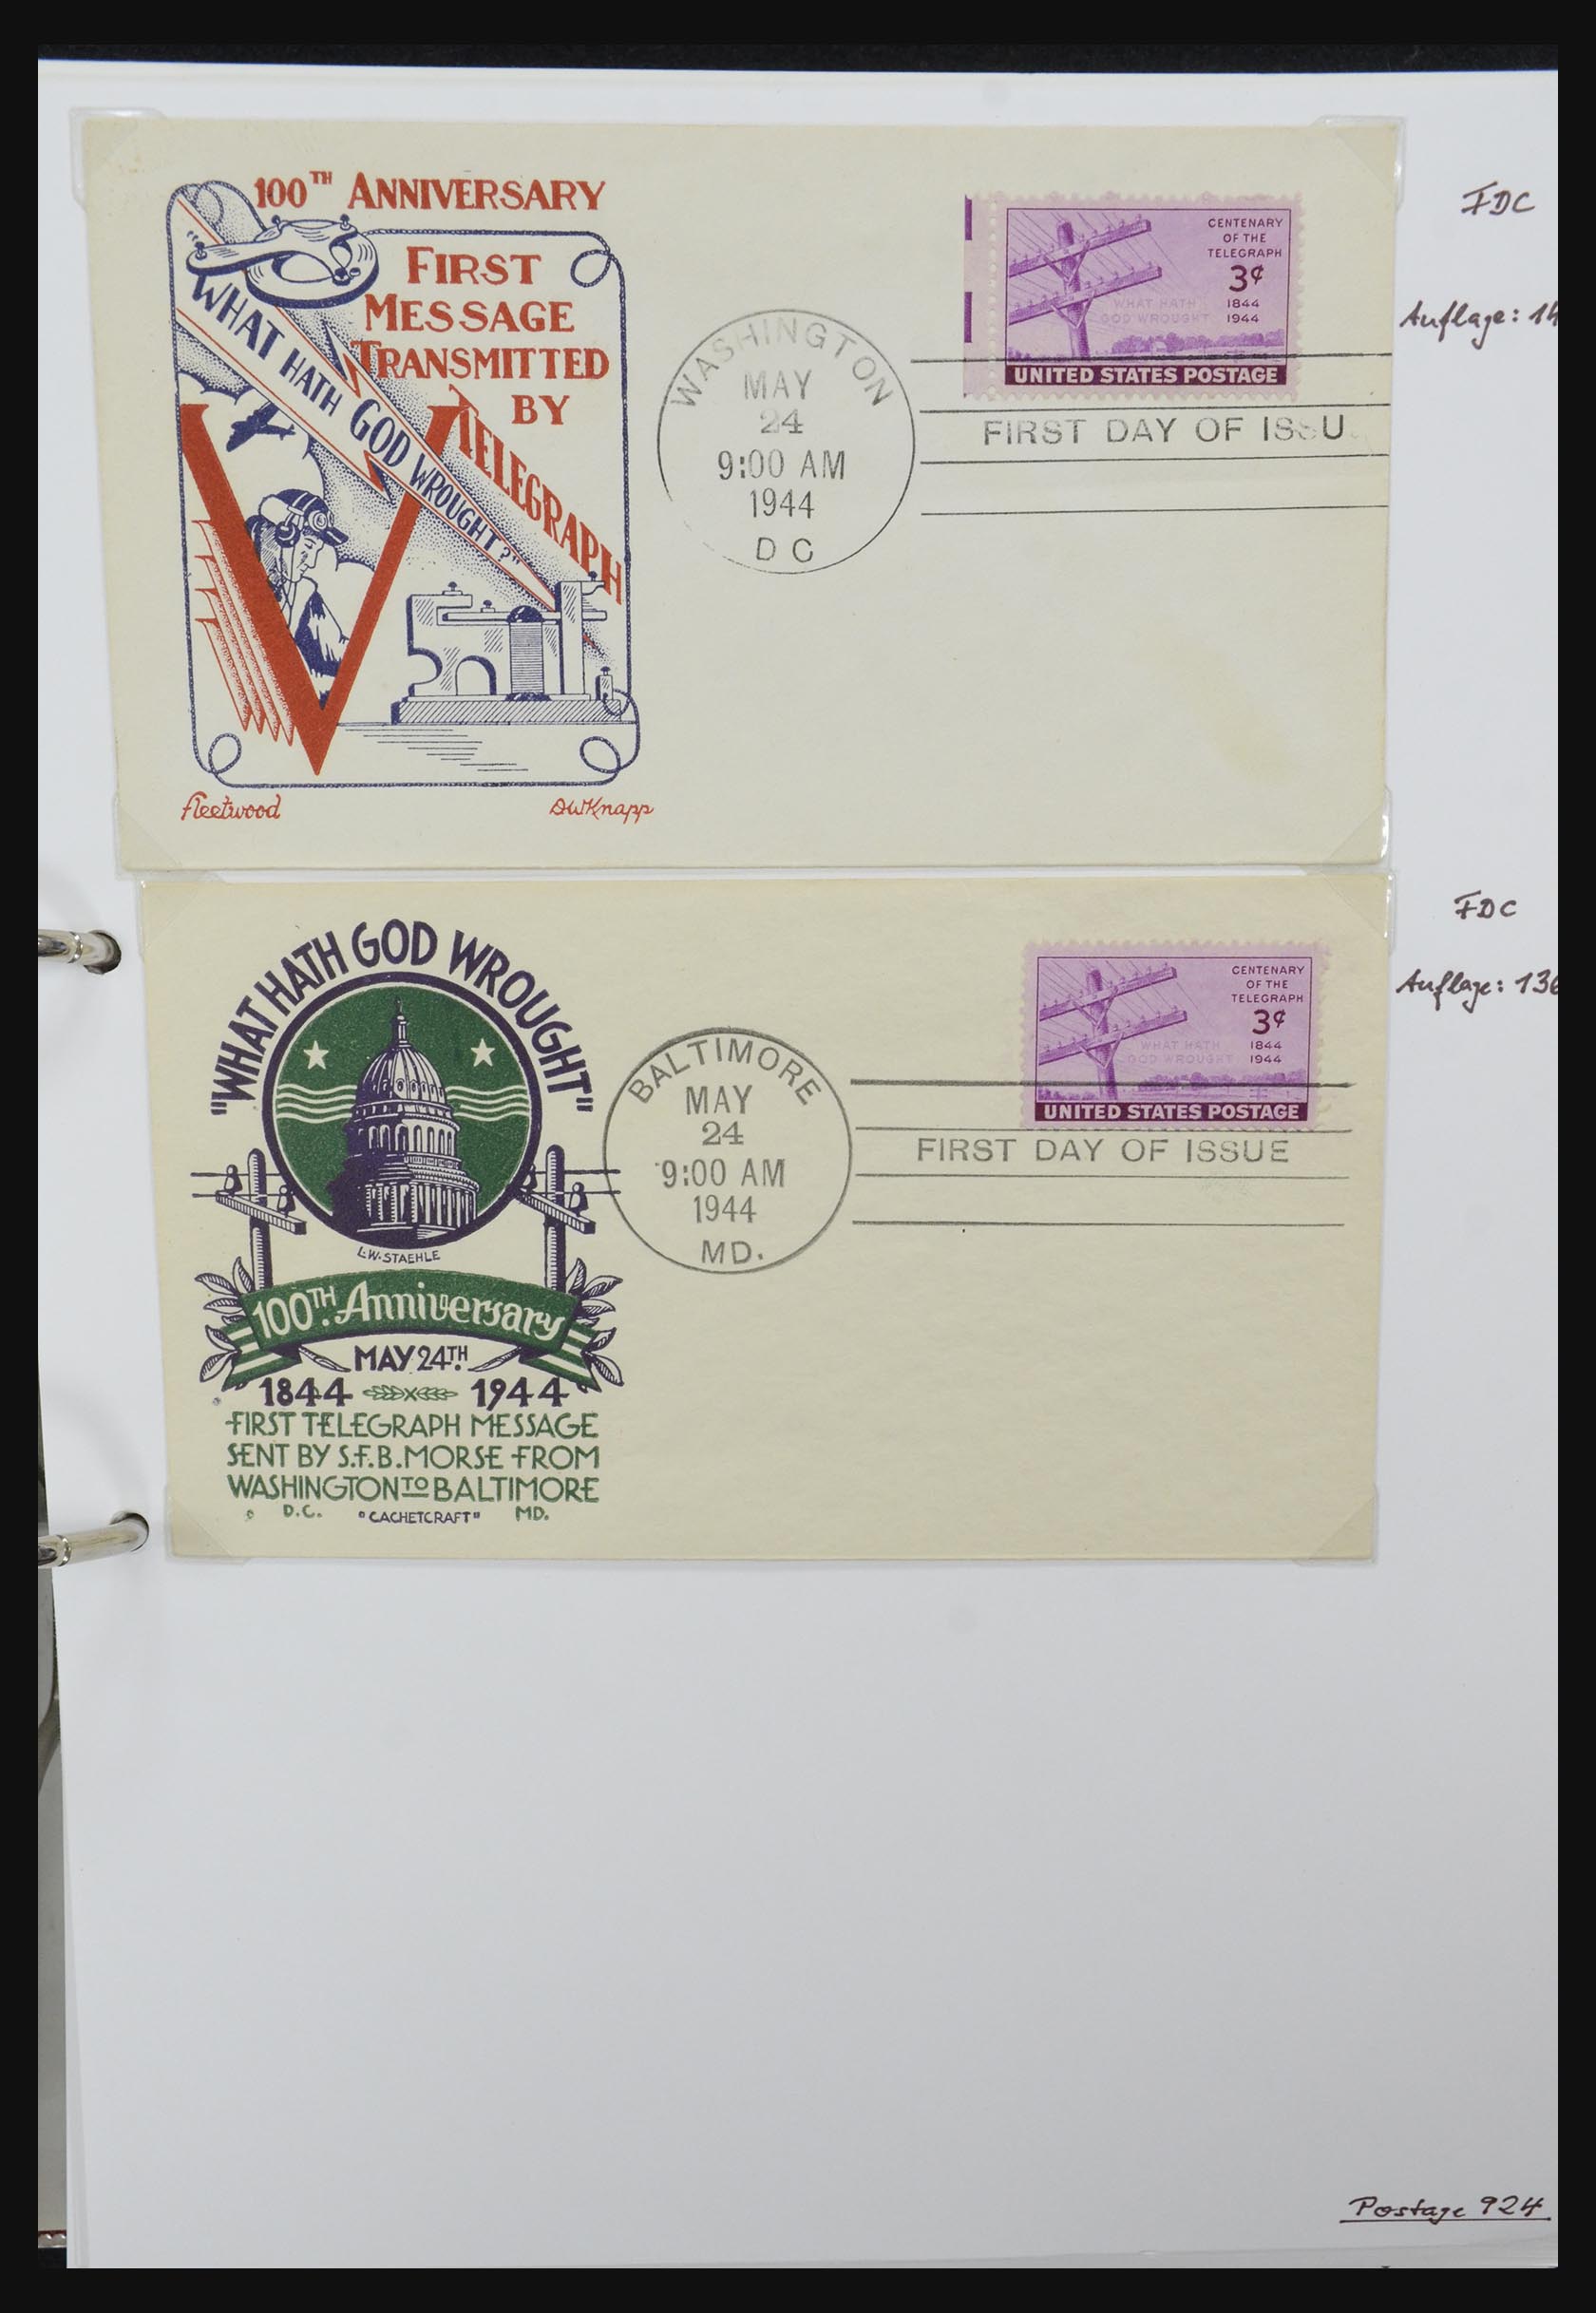 100TH ANNIVERSARY
FIRST
MESSAGE
TRANSMITTED
BY
TELEGRAPH
"WHAT HATH GOD WROUGHT?"
fleetwood
DWKnapp
WASHINGTON
MAY
24
9:00 AM
1944
D C
CENTENARY
OF THE
TELEGRAPH
3¢
WHAT HATH
GOD WROUGHT
1844
1944
UNITED STATES POSTAGE
FIRST DAY OF ISSU
FDC
Auflage: 14
"WHAT HATH GOD WROUGHT"
L.W. STAEHLE
100TH. Anniversary
MAY 24TH.
1844 1944
FIRST TELEGRAPH MESSAGE
SENT BY S.F.B. MORSE FROM
WASHINGTON TO BALTIMORE
D.C. "CACHETCRAFT" MD.
BALTIMORE
MAY
24
9:00 AM
1944
MD.
CENTENARY
OF THE
TELEGRAPH
3¢
WHAT HATH
GOD WROUGHT
1844
1944
UNITED STATES POSTAGE
FIRST DAY OF ISSUE
FDC
Auflage: 136
Postage 924